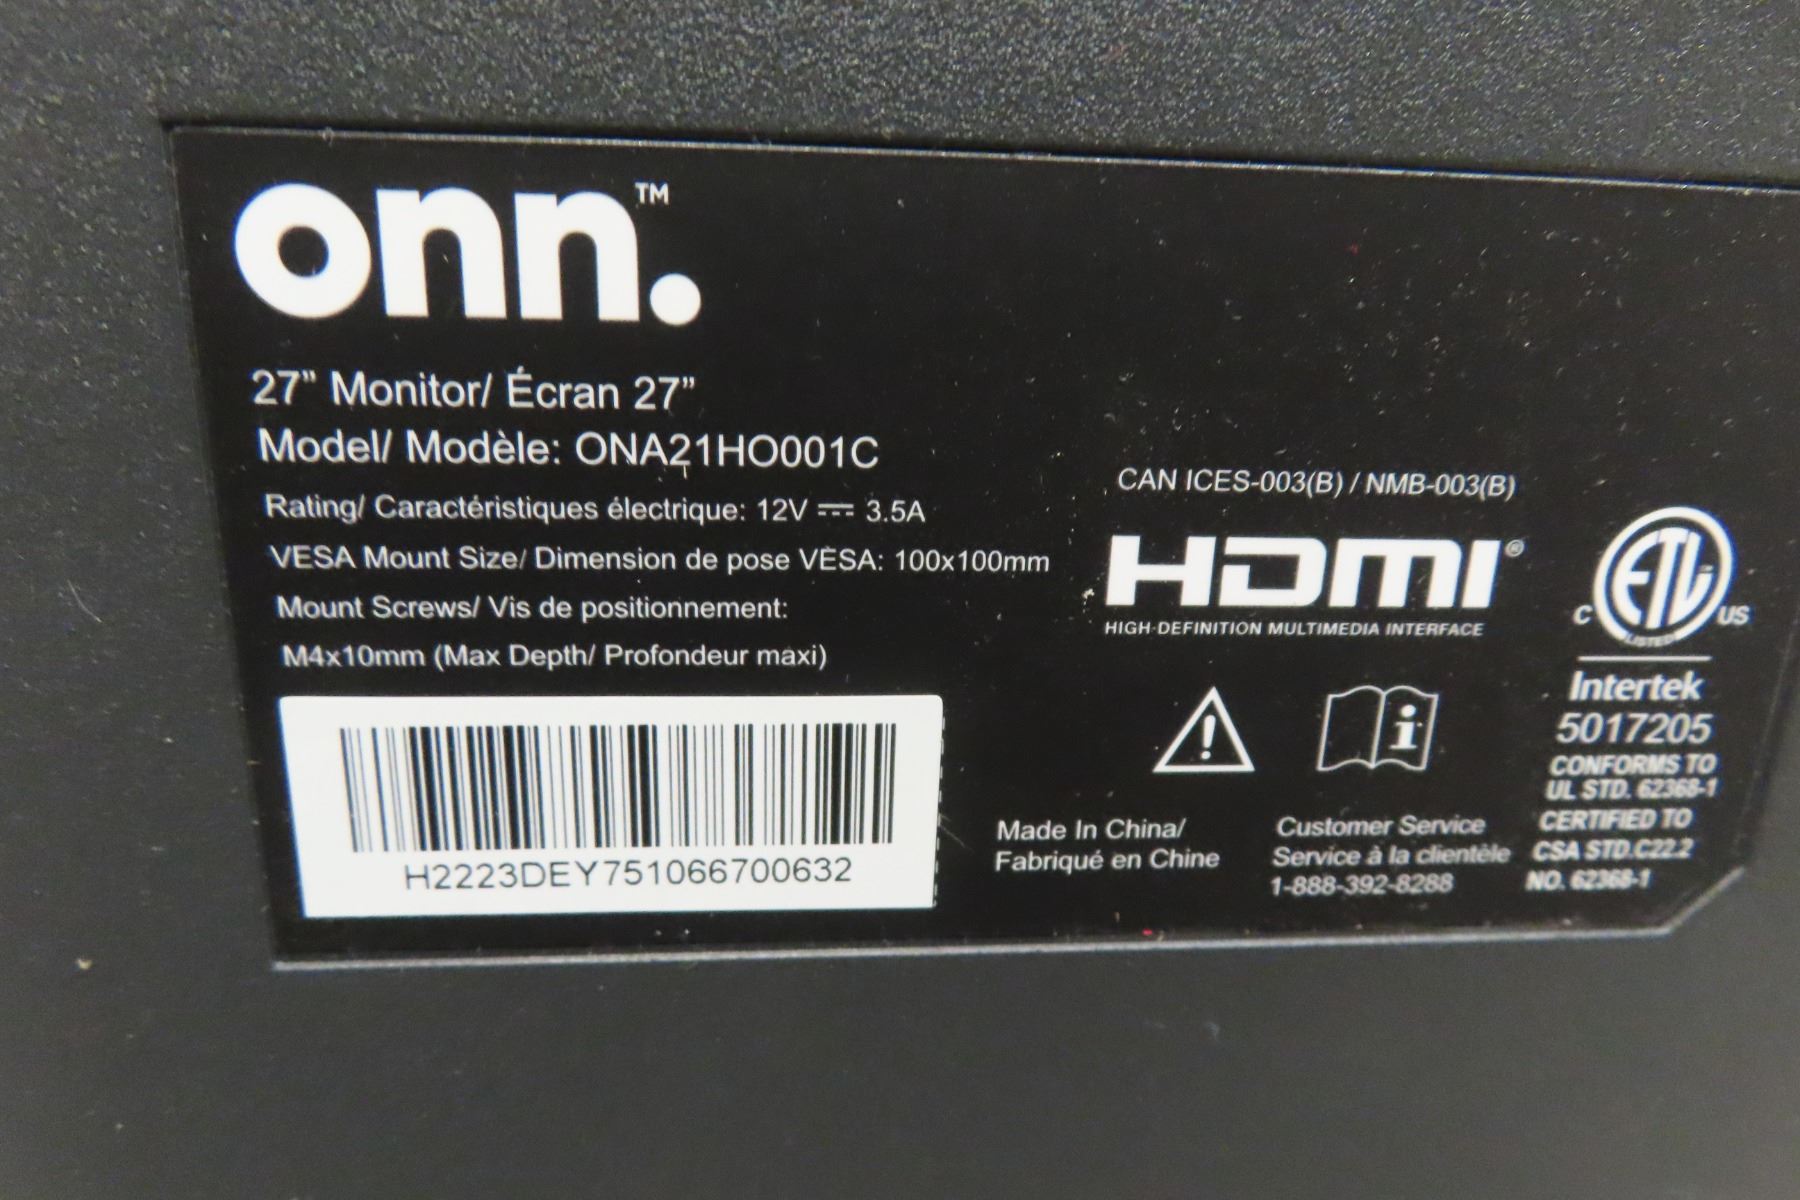 onn.™
27” Monitor/ Écran 27”
Model/ Modèle: ONA21HO001C
Rating/ Caractéristiques électrique: 12V ⎓ 3.5A
VESA Mount Size/ Dimension de pose VESA: 100x100mm
Mount Screws/ Vis de positionnement:
M4x10mm (Max Depth/ Profondeur maxi)
H2223DEY751066700632
CAN ICES-003(B) / NMB-003(B)
HDMI®
HIGH-DEFINITION MULTIMEDIA INTERFACE
Made In China/
Fabriqué en Chine
Customer Service
Service à la clientèle
1-888-392-8288
C ETL US
LISTED
Intertek
5017205
CONFORMS TO
UL STD. 62368-1
CERTIFIED TO
CSA STD.C22.2
NO. 62368-1